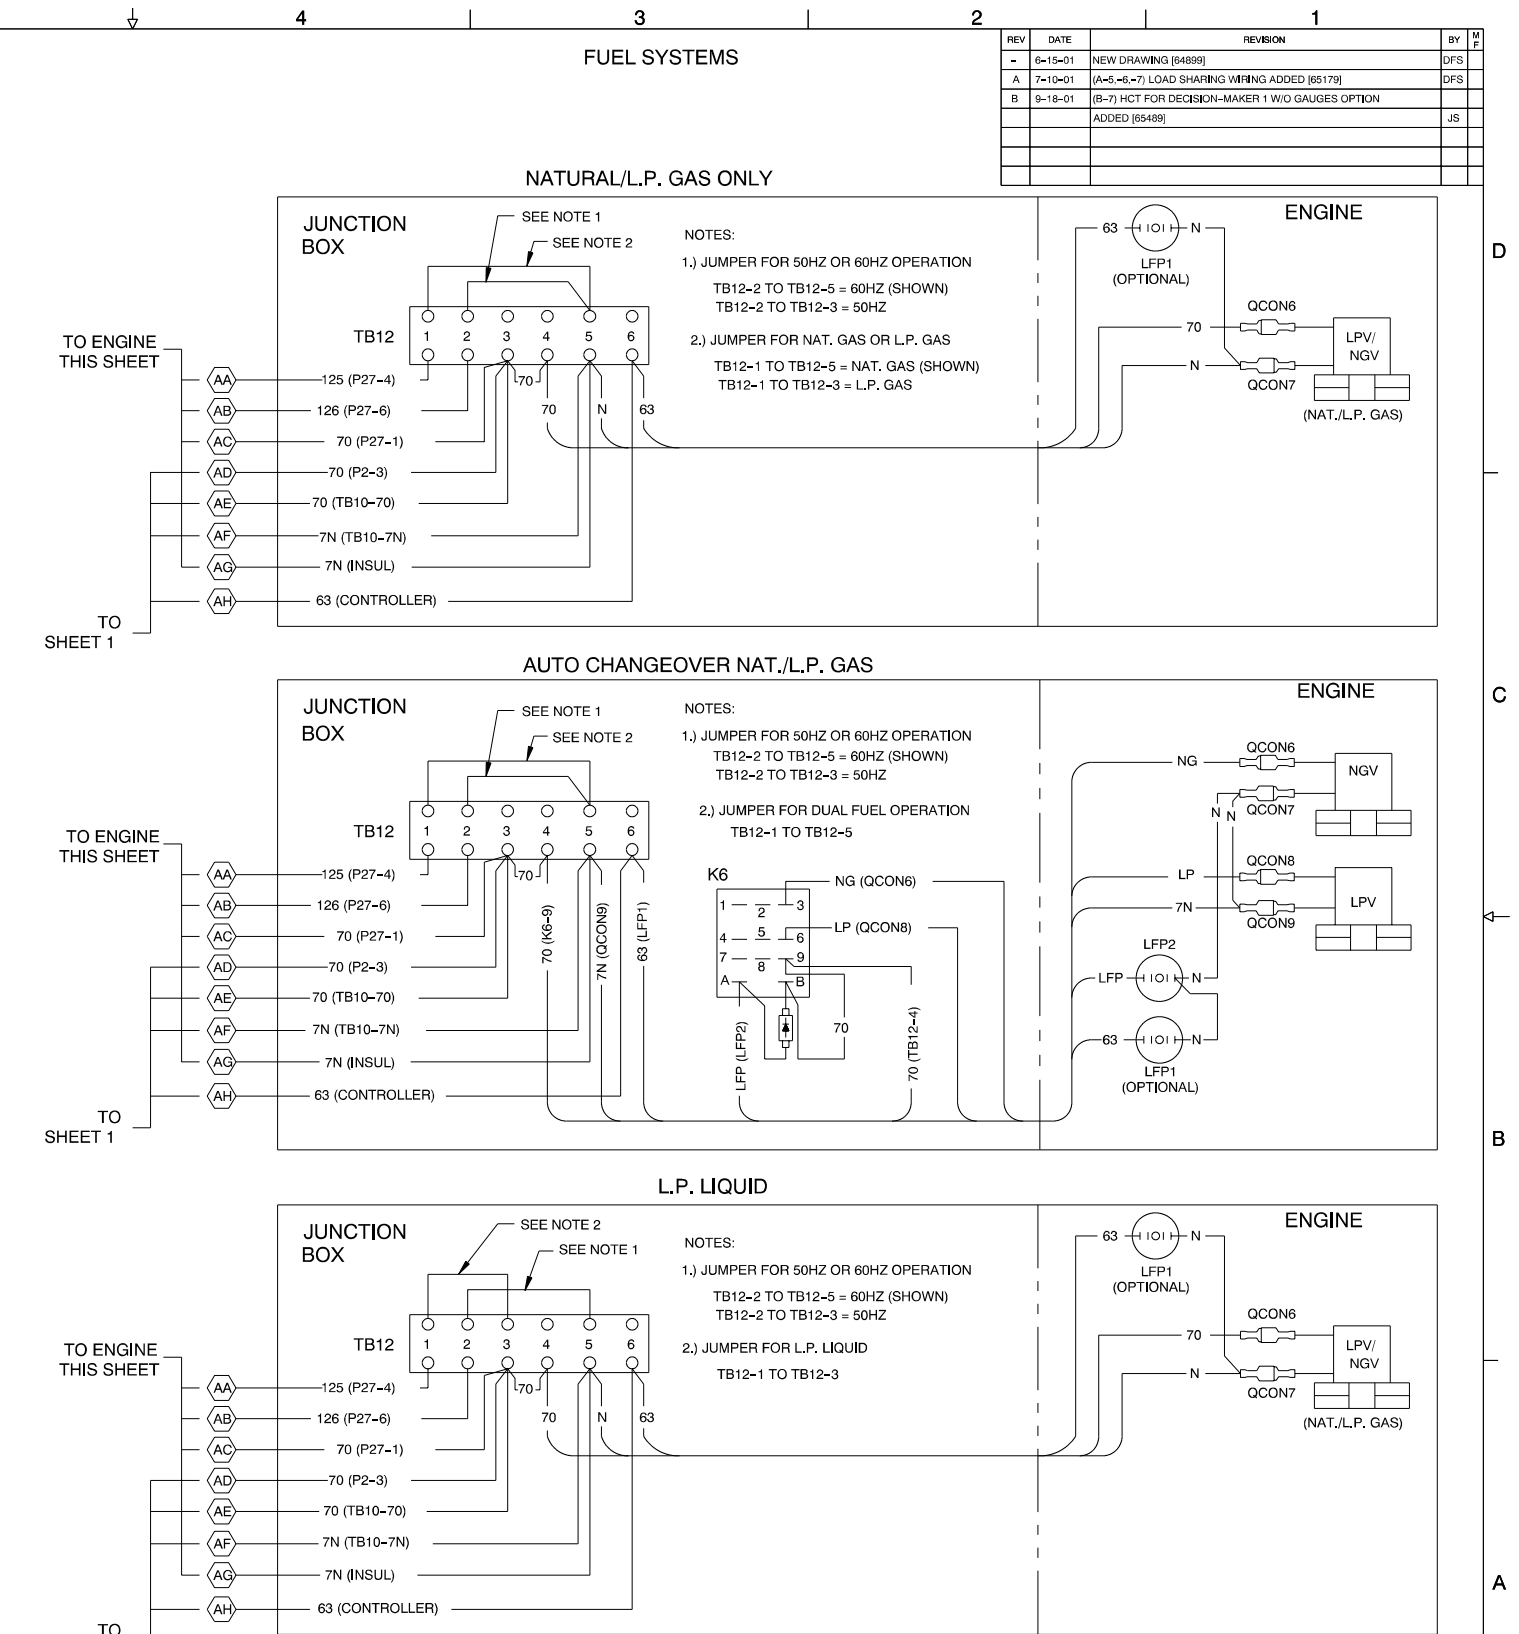 4 3 2 1
FUEL SYSTEMS
REV DATE REVISION BY MF
– 6–15–01 NEW DRAWING [64899] DFS
A 7–10–01 (A–5,–6,–7) LOAD SHARING WIRING ADDED [65179] DFS
B 9–18–01 (B–7) HCT FOR DECISION–MAKER 1 W/O GAUGES OPTION
ADDED [65489] JS
D
C
B
A
NATURAL/L.P. GAS ONLY
JUNCTION
BOX
SEE NOTE 1
SEE NOTE 2
NOTES:
1.) JUMPER FOR 50HZ OR 60HZ OPERATION
TB12–2 TO TB12–5 = 60HZ (SHOWN)
TB12–2 TO TB12–3 = 50HZ
2.) JUMPER FOR NAT. GAS OR L.P. GAS
TB12–1 TO TB12–5 = NAT. GAS (SHOWN)
TB12–1 TO TB12–3 = L.P. GAS
ENGINE
63 IOI N
LFP1
(OPTIONAL)
QCON6
70
LPV/
NGV
N
QCON7
(NAT./L.P. GAS)
TB12 1 2 3 4 5 6
TO ENGINE
THIS SHEET
AA 125 (P27–4)
70
AB 126 (P27–6)
70 N 63
AC 70 (P27–1)
AD 70 (P2–3)
AE 70 (TB10–70)
AF 7N (TB10–7N)
AG 7N (INSUL)
AH 63 (CONTROLLER)
TO
SHEET 1
AUTO CHANGEOVER NAT./L.P. GAS
JUNCTION
BOX
SEE NOTE 1
SEE NOTE 2
NOTES:
1.) JUMPER FOR 50HZ OR 60HZ OPERATION
TB12–2 TO TB12–5 = 60HZ (SHOWN)
TB12–2 TO TB12–3 = 50HZ
2.) JUMPER FOR DUAL FUEL OPERATION
TB12–1 TO TB12–5
ENGINE
NG
QCON6
NGV
QCON7
N N
QCON8
LP
LPV
7N
QCON9
LFP2
LFP IOI N
63 IOI N
LFP1
(OPTIONAL)
TB12 1 2 3 4 5 6
TO ENGINE
THIS SHEET
AA 125 (P27–4)
70
AB 126 (P27–6)
AC 70 (P27–1)
AD 70 (P2–3)
AE 70 (TB10–70)
AF 7N (TB10–7N)
AG 7N (INSUL)
AH 63 (CONTROLLER)
70 (K6–9)
7N (QCON9)
63 (LFP1)
K6
1 2 3
4 5 6
7 8 9
A B
NG (QCON6)
LP (QCON8)
70
LFP (LFP2)
70 (TB12–4)
TO
SHEET 1
L.P. LIQUID
JUNCTION
BOX
SEE NOTE 2
SEE NOTE 1
NOTES:
1.) JUMPER FOR 50HZ OR 60HZ OPERATION
TB12–2 TO TB12–5 = 60HZ (SHOWN)
TB12–2 TO TB12–3 = 50HZ
2.) JUMPER FOR L.P. LIQUID
TB12–1 TO TB12–3
ENGINE
63 IOI N
LFP1
(OPTIONAL)
QCON6
70
LPV/
NGV
N
QCON7
(NAT./L.P. GAS)
TB12 1 2 3 4 5 6
TO ENGINE
THIS SHEET
AA 125 (P27–4)
70
AB 126 (P27–6)
70 N 63
AC 70 (P27–1)
AD 70 (P2–3)
AE 70 (TB10–70)
AF 7N (TB10–7N)
AG 7N (INSUL)
AH 63 (CONTROLLER)
TO